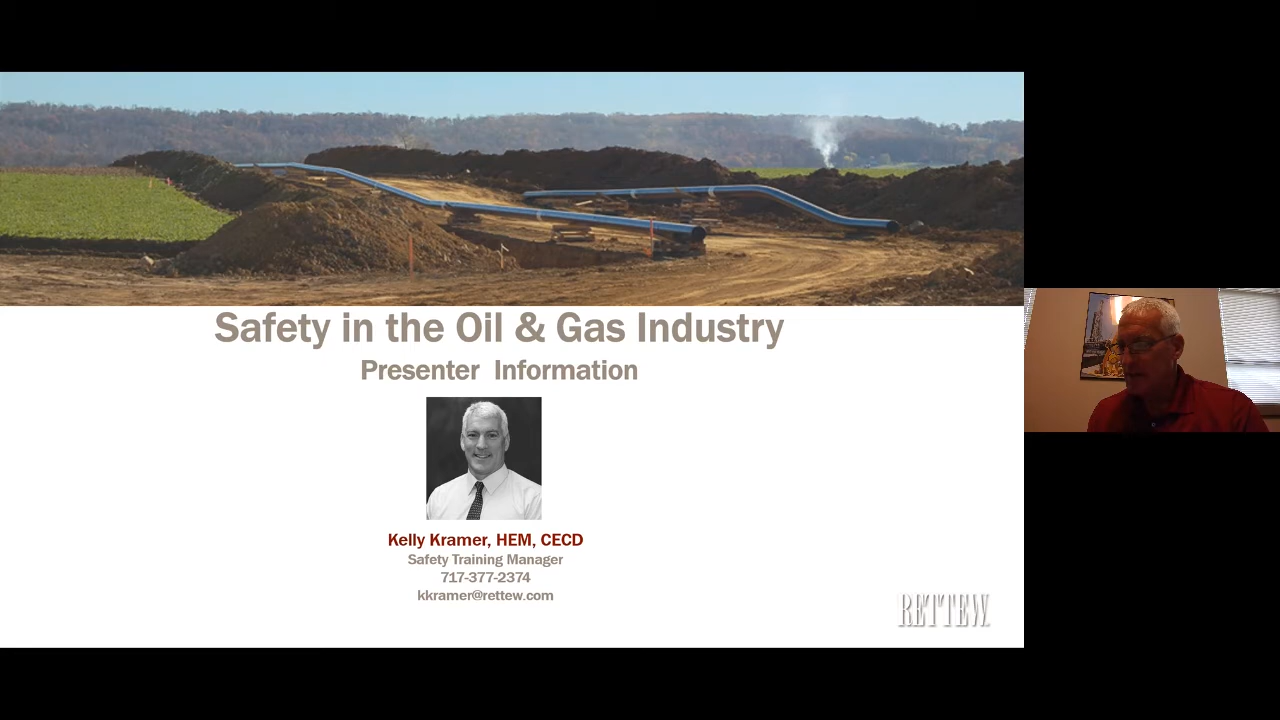 Safety in the Oil & Gas Industry
Presenter Information
Kelly Kramer, HEM, CECD
Safety Training Manager
717-377-2374
kkramer@rettew.com
RETTEW.